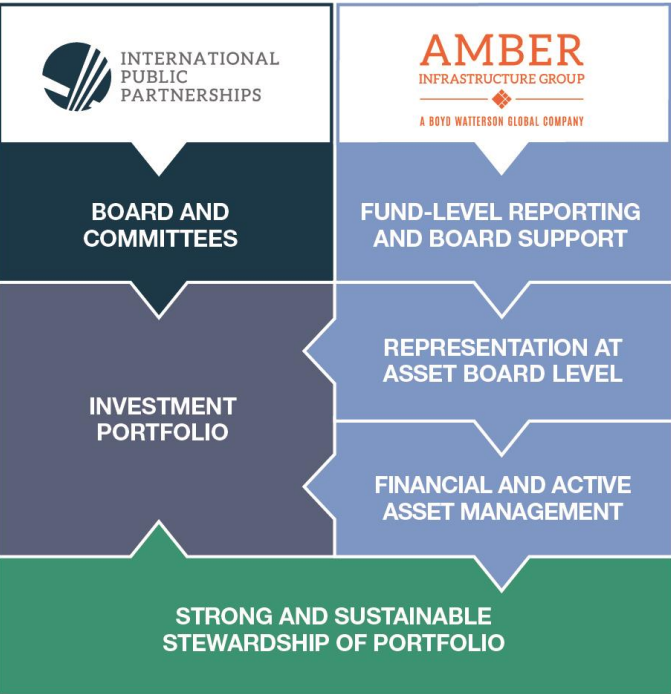 INTERNATIONAL
PUBLIC
PARTNERSHIPS
AMBER
INFRASTRUCTURE GROUP
A BOYD WATTERSON GLOBAL COMPANY
BOARD AND
COMMITTEES
FUND-LEVEL REPORTING
AND BOARD SUPPORT
INVESTMENT
PORTFOLIO
REPRESENTATION AT
ASSET BOARD LEVEL
FINANCIAL AND ACTIVE
ASSET MANAGEMENT
STRONG AND SUSTAINABLE
STEWARDSHIP OF PORTFOLIO